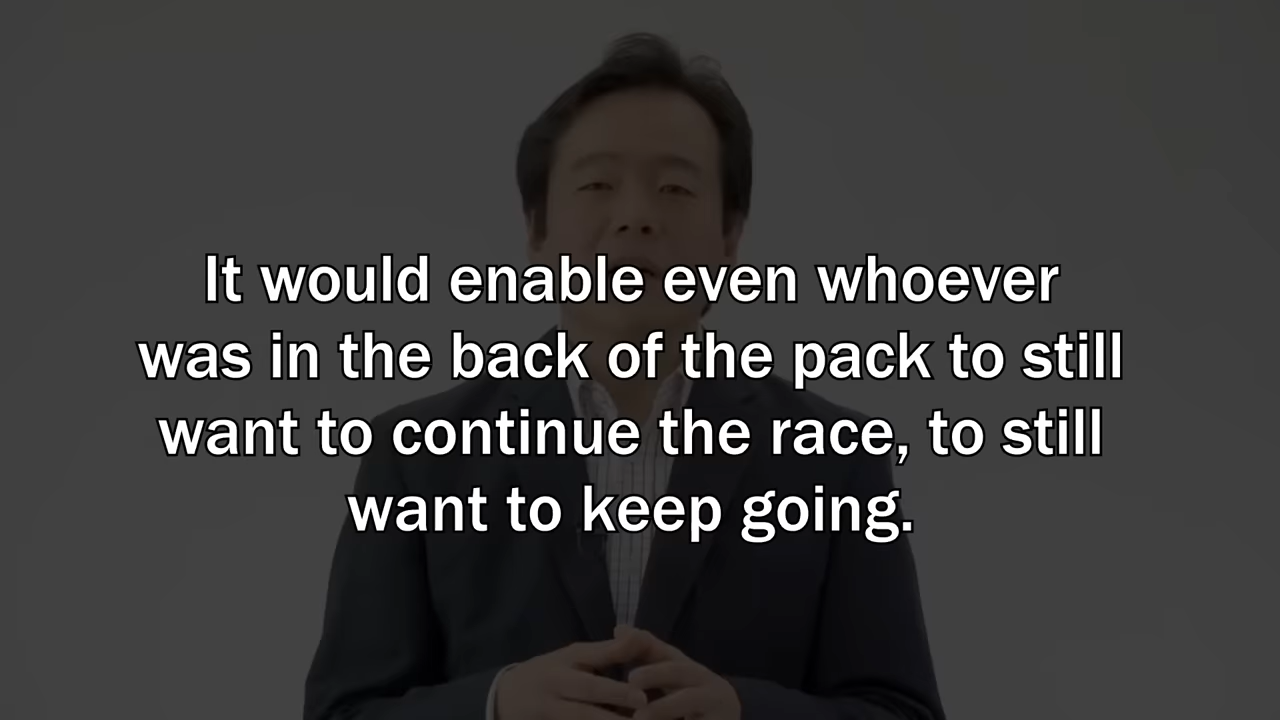 It would enable even whoever
was in the back of the pack to still
want to continue the race, to still
want to keep going.